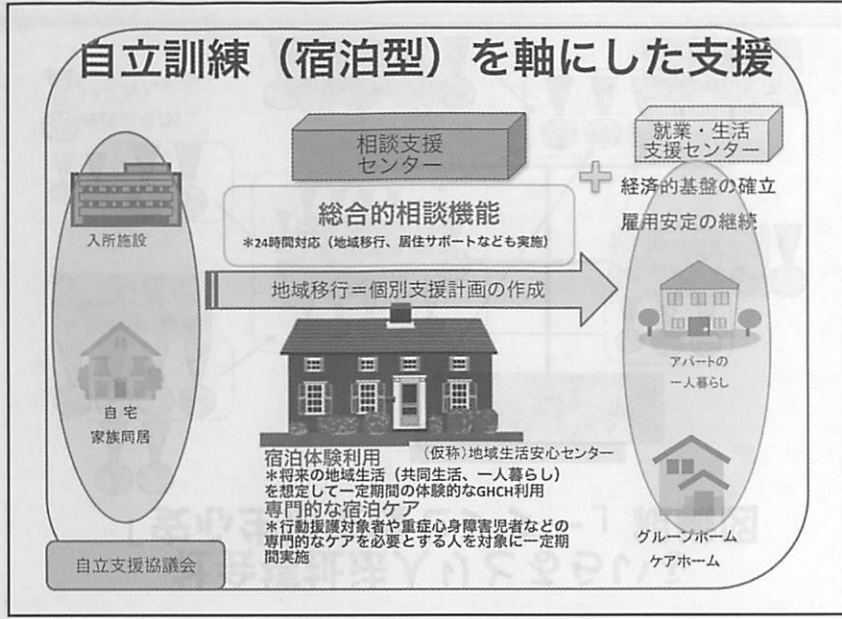 自立訓練（宿泊型）を軸にした支援
相談支援
センター
就業・生活
支援センター
総合的相談機能
＊24時間対応（地域移行、居住サポートなども実施）
経済的基盤の確立
雇用安定の継続
入所施設
地域移行＝個別支援計画の作成
アパートの
一人暮らし
自宅
家族同居
（仮称）地域生活安心センター
宿泊体験利用
＊将来の地域生活（共同生活、一人暮らし）
を想定して一定期間の体験的なGHCH利用
専門的な宿泊ケア
＊行動援護対象者や重症心身障害児者などの
専門的なケアを必要とする人を対象に一定期
間実施
グループホーム
ケアホーム
自立支援協議会